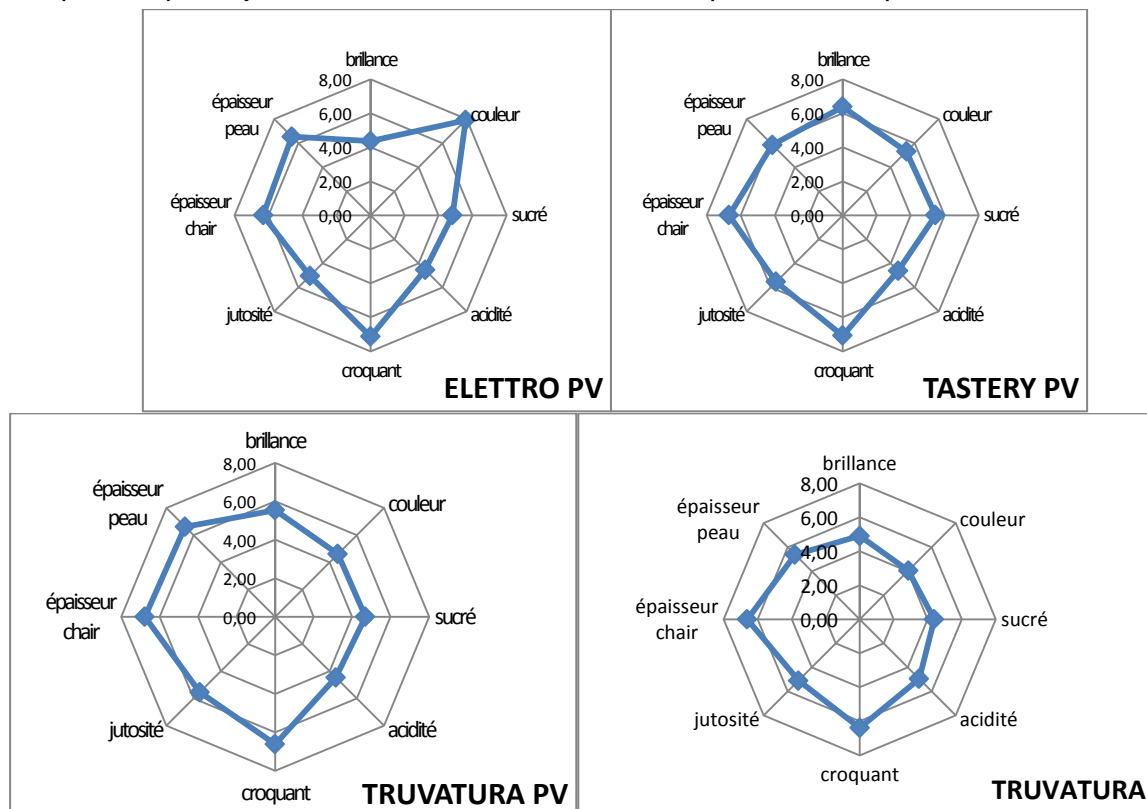 brillance
8,00
6,00
4,00
2,00
0,00
couleur
sucré
acidité
croquant
jutosité
épaisseur
chair
épaisseur
peau
ELETTRO PV
brillance
8,00
6,00
4,00
2,00
0,00
couleur
sucré
acidité
croquant
jutosité
épaisseur
chair
épaisseur
peau
TASTERY PV
brillance
8,00
6,00
4,00
2,00
0,00
couleur
sucré
acidité
croquant
jutosité
épaisseur
chair
épaisseur
peau
TRUVATURA PV
brillance
8,00
6,00
4,00
2,00
0,00
couleur
sucré
acidité
croquant
jutosité
épaisseur
chair
épaisseur
peau
TRUVATURA